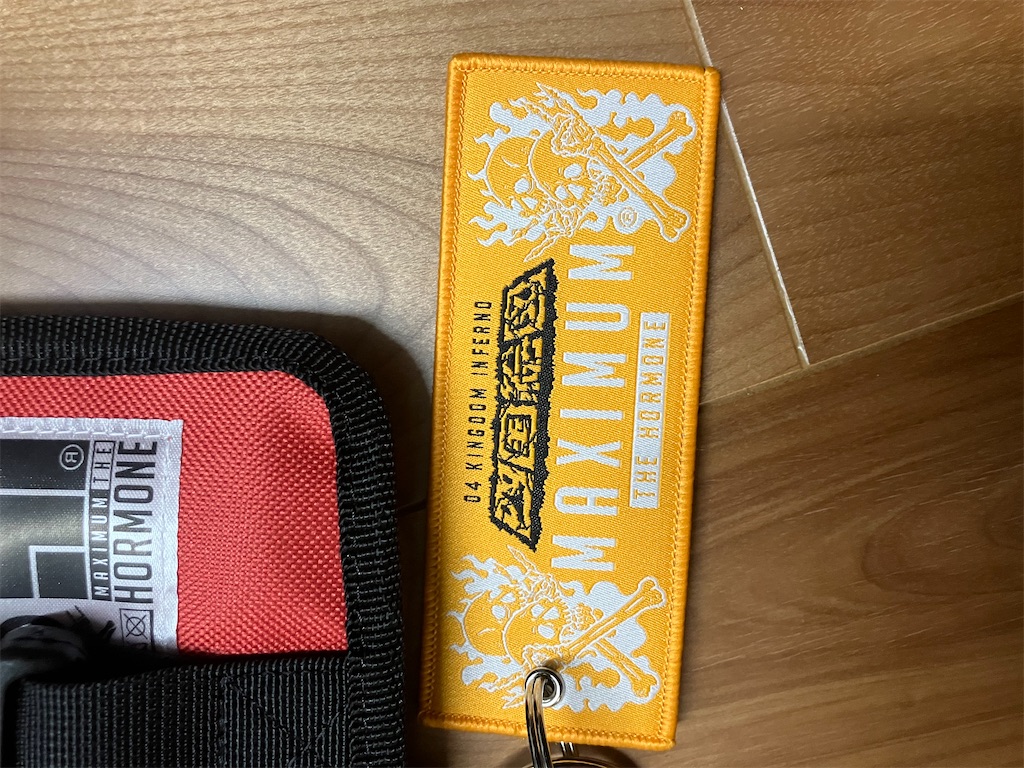 04 KINGDOM INFERNO
MAXIMUM
©
THE HORMONE
®
MAXIMUM THE
HORMONE